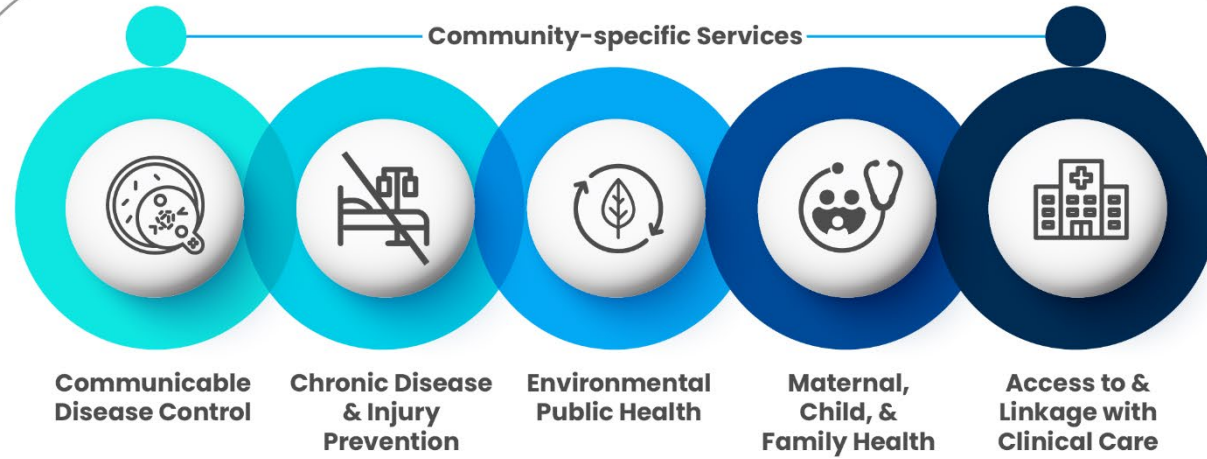 Community-specific Services
Communicable
Disease Control
Chronic Disease
& Injury
Prevention
Environmental
Public Health
Maternal,
Child, &
Family Health
Access to &
Linkage with
Clinical Care